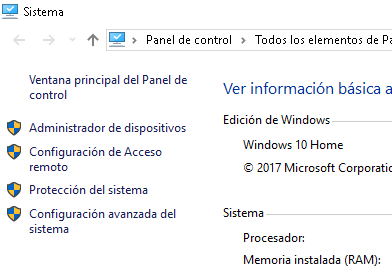 Sistema
Panel de control
Todos los elementos de
Ventana principal del Panel de
control
Administrador de dispositivos
Configuración de Acceso
remoto
Protección del sistema
Configuración avanzada del
sistema
Ver información básica
Edición de Windows
Windows 10 Home
© 2017 Microsoft
Sistema
Procesador:
Memoria instalada (RAM):